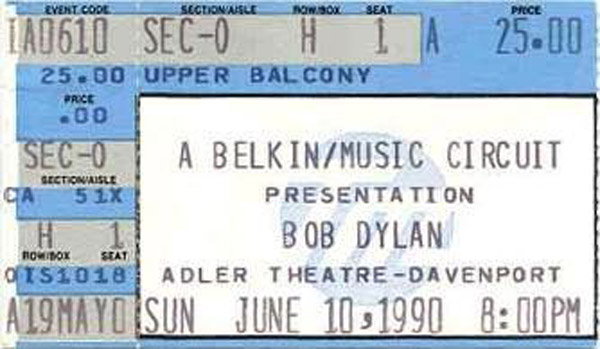 EVENT CODE SECTION/AISLE ROW/BOX SEAT PRICE
IA0610 SEC-O H 1 A 25.00
25.00 UPPER BALCONY
PRICE
.00
SEC-O
SECTION/AISLE
CA 51X
H 1
ROW/BOX SEAT
OIS1018
A19MAY0
A BELKIN/MUSIC CIRCUIT
PRESENTATION
BOB DYLAN
ADLER THEATRE-DAVENPORT
SUN JUNE 10,1990 8:00PM